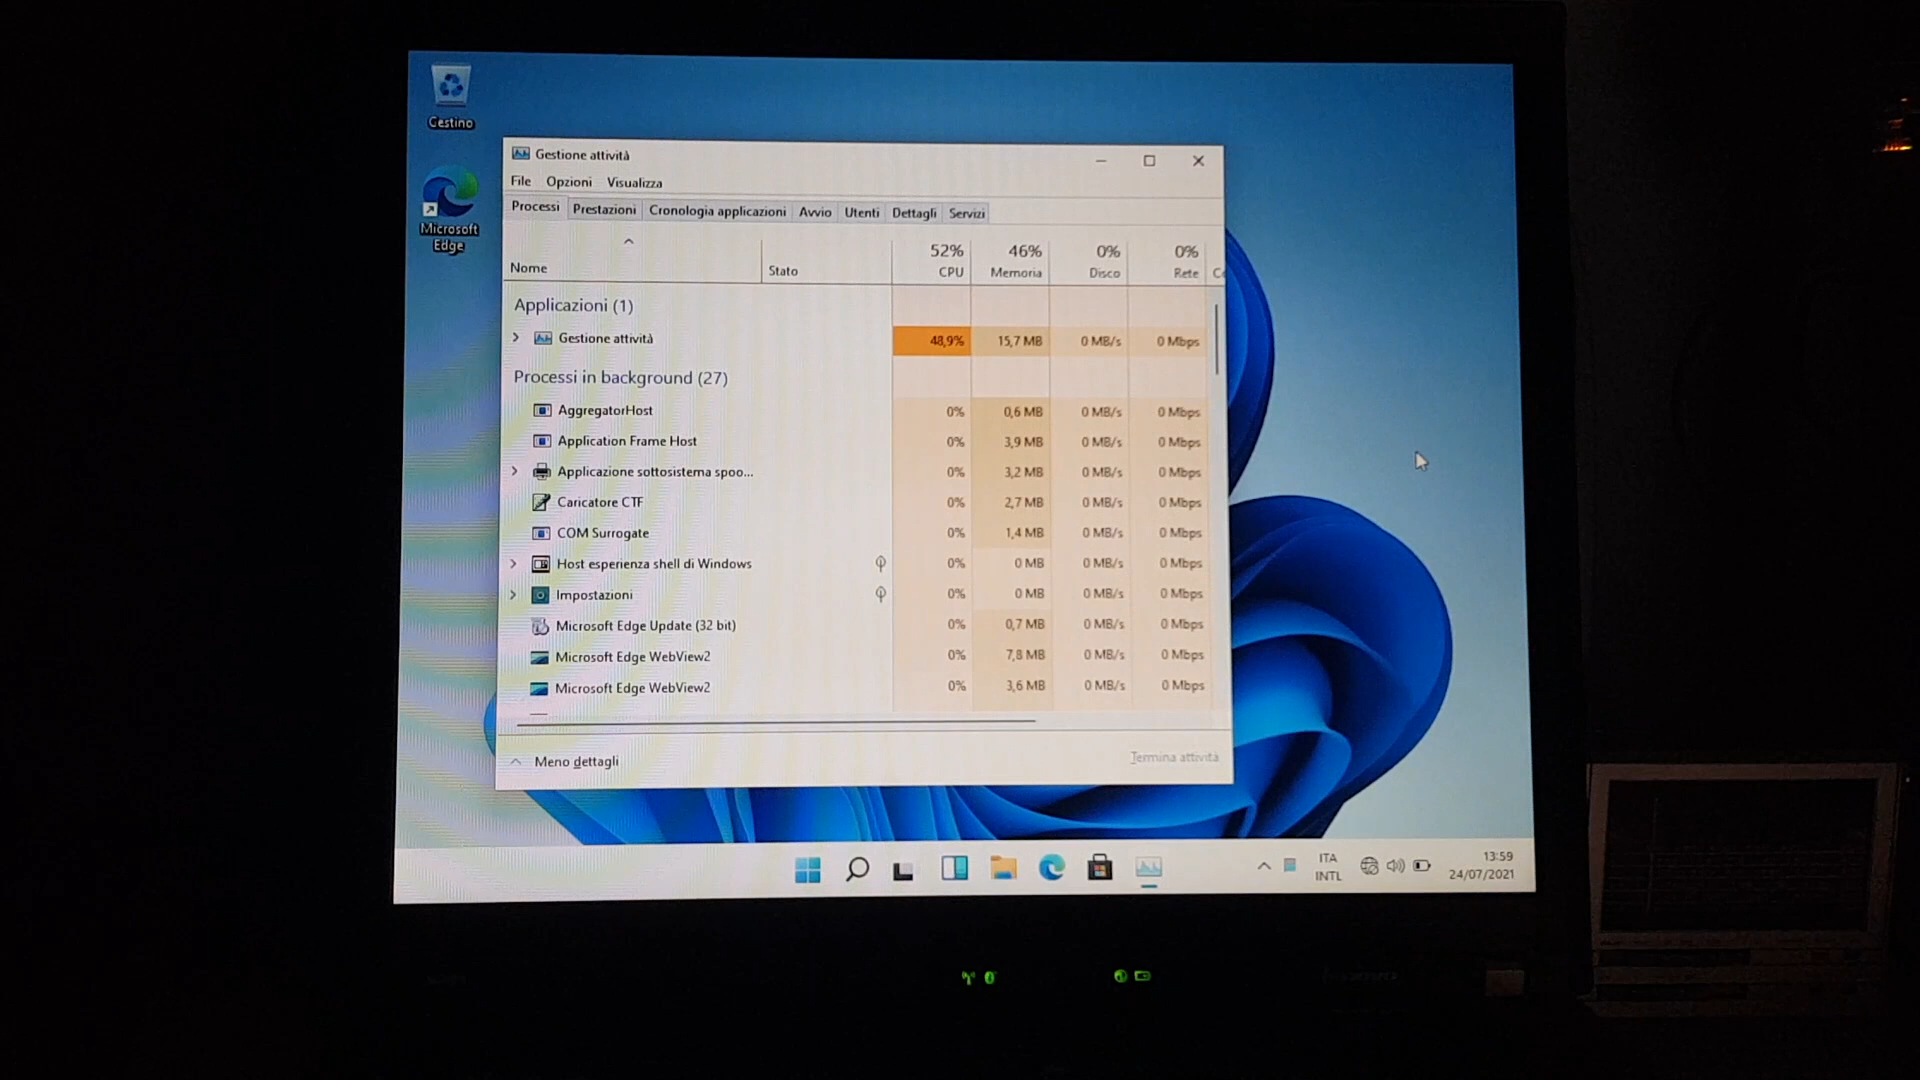 Cestino
Microsoft
Edge
Gestione attività
File Opzioni Visualizza
Processi Prestazioni Cronologia applicazioni Avvio Utenti Dettagli Servizi
52% 46% 0% 0%
Nome Stato CPU Memoria Disco Rete
Applicazioni (1)
Gestione attività 48,9% 15,7 MB 0 MB/s 0 Mbps
Processi in background (27)
AggregatorHost 0% 0,6 MB 0 MB/s 0 Mbps
Application Frame Host 0% 3,9 MB 0 MB/s 0 Mbps
Applicazione sottosistema spoo... 0% 3,2 MB 0 MB/s 0 Mbps
Caricatore CTF 0% 2,7 MB 0 MB/s 0 Mbps
COM Surrogate 0% 1,4 MB 0 MB/s 0 Mbps
Host esperienza shell di Windows 0% 0 MB 0 MB/s 0 Mbps
Impostazioni 0% 0 MB 0 MB/s 0 Mbps
Microsoft Edge Update (32 bit) 0% 0,7 MB 0 MB/s 0 Mbps
Microsoft Edge WebView2 0% 7,8 MB 0 MB/s 0 Mbps
Microsoft Edge WebView2 0% 3,6 MB 0 MB/s 0 Mbps
Meno dettagli Termina attività
ITA
INTL
13:59
24/07/2021